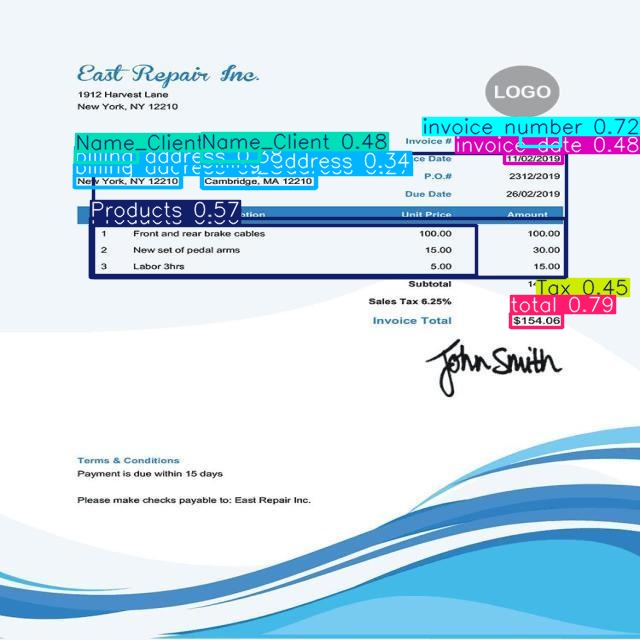 East Repair Inc.
1912 Harvest Lane
New York, NY 12210
LOGO
invoice number 0.72
Name_Client Name_Client 0.48
Invoice #
invoice date 0.48
billing address 0.58
address 0.34
Date
11/02/2019
New York, NY 12210
Cambridge, MA 12210
P.O.#
2312/2019
Due Date
26/02/2019
Products 0.57
Unit Price
Amount
1 Front and rear brake cables 100.00 100.00
2 New set of pedal arms 15.00 30.00
3 Labor 3hrs 5.00 15.00
Subtotal
Tax 0.45
Sales Tax 6.25%
total 0.79
Invoice Total
$154.06
John Smith
Terms & Conditions
Payment is due within 15 days
Please make checks payable to: East Repair Inc.